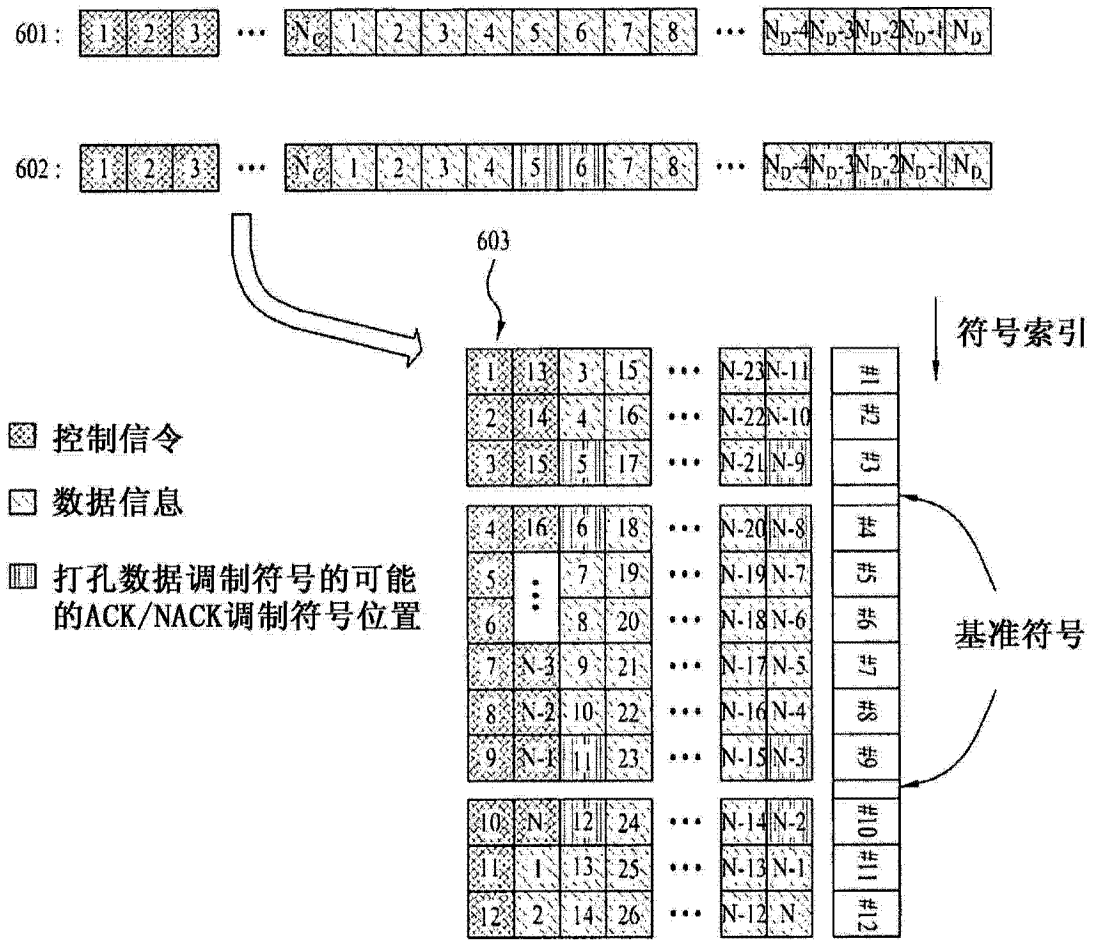 601: 1 2 3 ••• N_C 1 2 3 4 5 6 7 8 ••• N_D-4 N_D-3 N_D-2 N_D-1 N_D
602: 1 2 3 ••• N_C 1 2 3 4 5 6 7 8 ••• N_D-4 N_D-3 N_D-2 N_D-1 N_D
603
符号索引
1 13 3 15 ••• N-23 N-11 #1
2 14 4 16 ••• N-22 N-10 #2
3 15 5 17 ••• N-21 N-9 #3
4 16 6 18 ••• N-20 N-8 #4
5 7 19 ••• N-19 N-7 #5
6 8 20 ••• N-18 N-6 #6
7 N-3 9 21 ••• N-17 N-5 #7
8 N-2 10 22 ••• N-16 N-4 #8
9 N-1 11 23 ••• N-15 N-3 #9
10 N 12 24 ••• N-14 N-2 #10
11 1 13 25 ••• N-13 N-1 #11
12 2 14 26 ••• N-12 N #12
控制信令
数据信息
打孔数据调制符号的可能
的ACK/NACK调制符号位置
基准符号